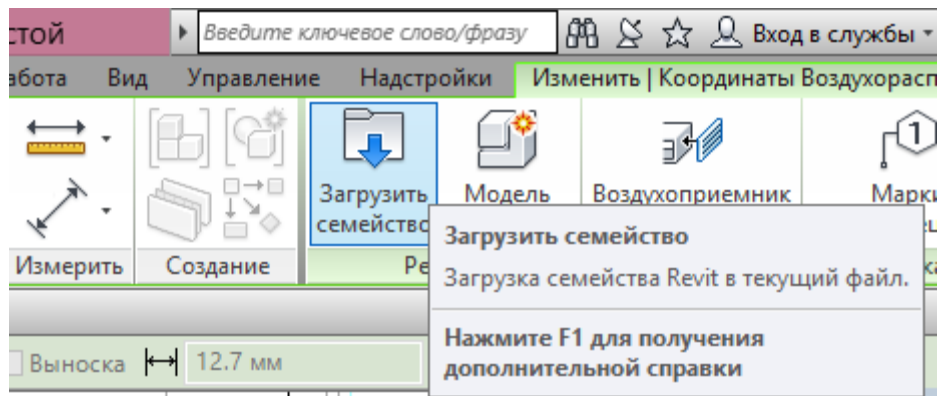 стой Введите ключевое слово/фразу Вход в службы
абота Вид Управление Надстройки Изменить | Координаты Воздухорасп
1
Загрузить Модель Воздухоприемник Марки
семейство
Измерить Создание Ре
Загрузить семейство
Загрузка семейства Revit в текущий файл.
Нажмите F1 для получения
дополнительной справки
Выноска 12.7 мм